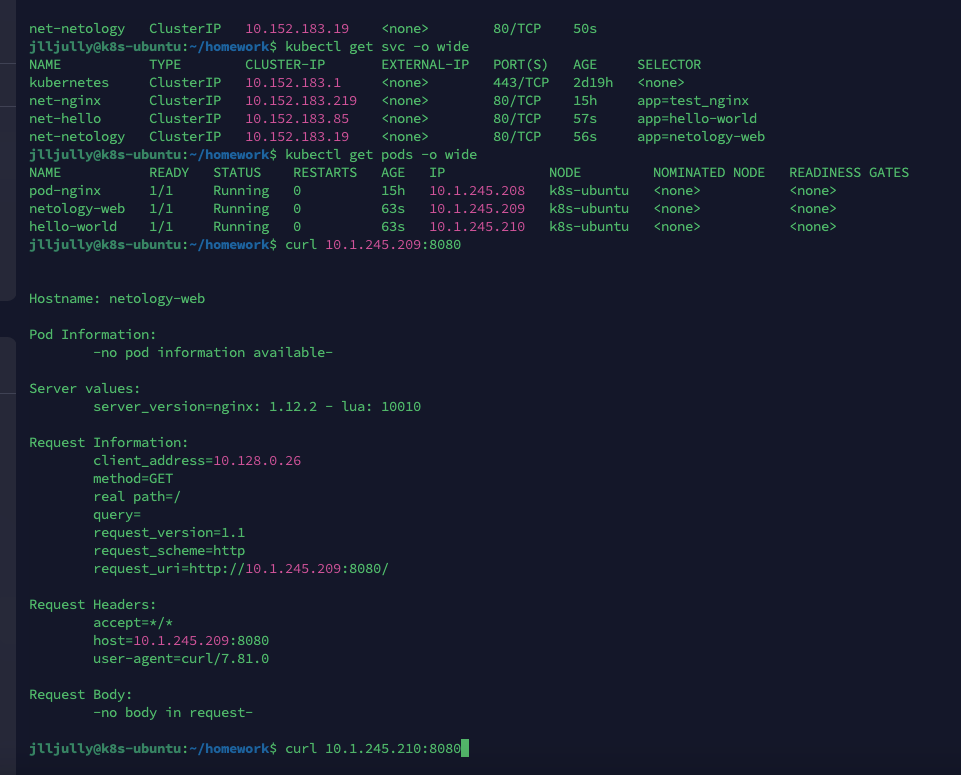 net-netology   ClusterIP   10.152.183.19    <none>        80/TCP    50s
jlljully@k8s-ubuntu:~/homework$ kubectl get svc -o wide
NAME           TYPE        CLUSTER-IP       EXTERNAL-IP   PORT(S)   AGE     SELECTOR
kubernetes     ClusterIP   10.152.183.1     <none>        443/TCP   2d19h   <none>
net-nginx      ClusterIP   10.152.183.219   <none>        80/TCP    15h     app=test_nginx
net-hello      ClusterIP   10.152.183.85    <none>        80/TCP    57s     app=hello-world
net-netology   ClusterIP   10.152.183.19    <none>        80/TCP    56s     app=netology-web
jlljully@k8s-ubuntu:~/homework$ kubectl get pods -o wide
NAME           READY   STATUS    RESTARTS   AGE   IP             NODE         NOMINATED NODE   READINESS GATES
pod-nginx      1/1     Running   0          15h   10.1.245.208   k8s-ubuntu   <none>           <none>
netology-web   1/1     Running   0          63s   10.1.245.209   k8s-ubuntu   <none>           <none>
hello-world    1/1     Running   0          63s   10.1.245.210   k8s-ubuntu   <none>           <none>
jlljully@k8s-ubuntu:~/homework$ curl 10.1.245.209:8080
Hostname: netology-web
Pod Information:
        -no pod information available-
Server values:
        server_version=nginx: 1.12.2 - lua: 10010
Request Information:
        client_address=10.128.0.26
        method=GET
        real path=/
        query=
        request_version=1.1
        request_scheme=http
        request_uri=http://10.1.245.209:8080/
Request Headers:
        accept=*/*
        host=10.1.245.209:8080
        user-agent=curl/7.81.0
Request Body:
        -no body in request-
jlljully@k8s-ubuntu:~/homework$ curl 10.1.245.210:8080